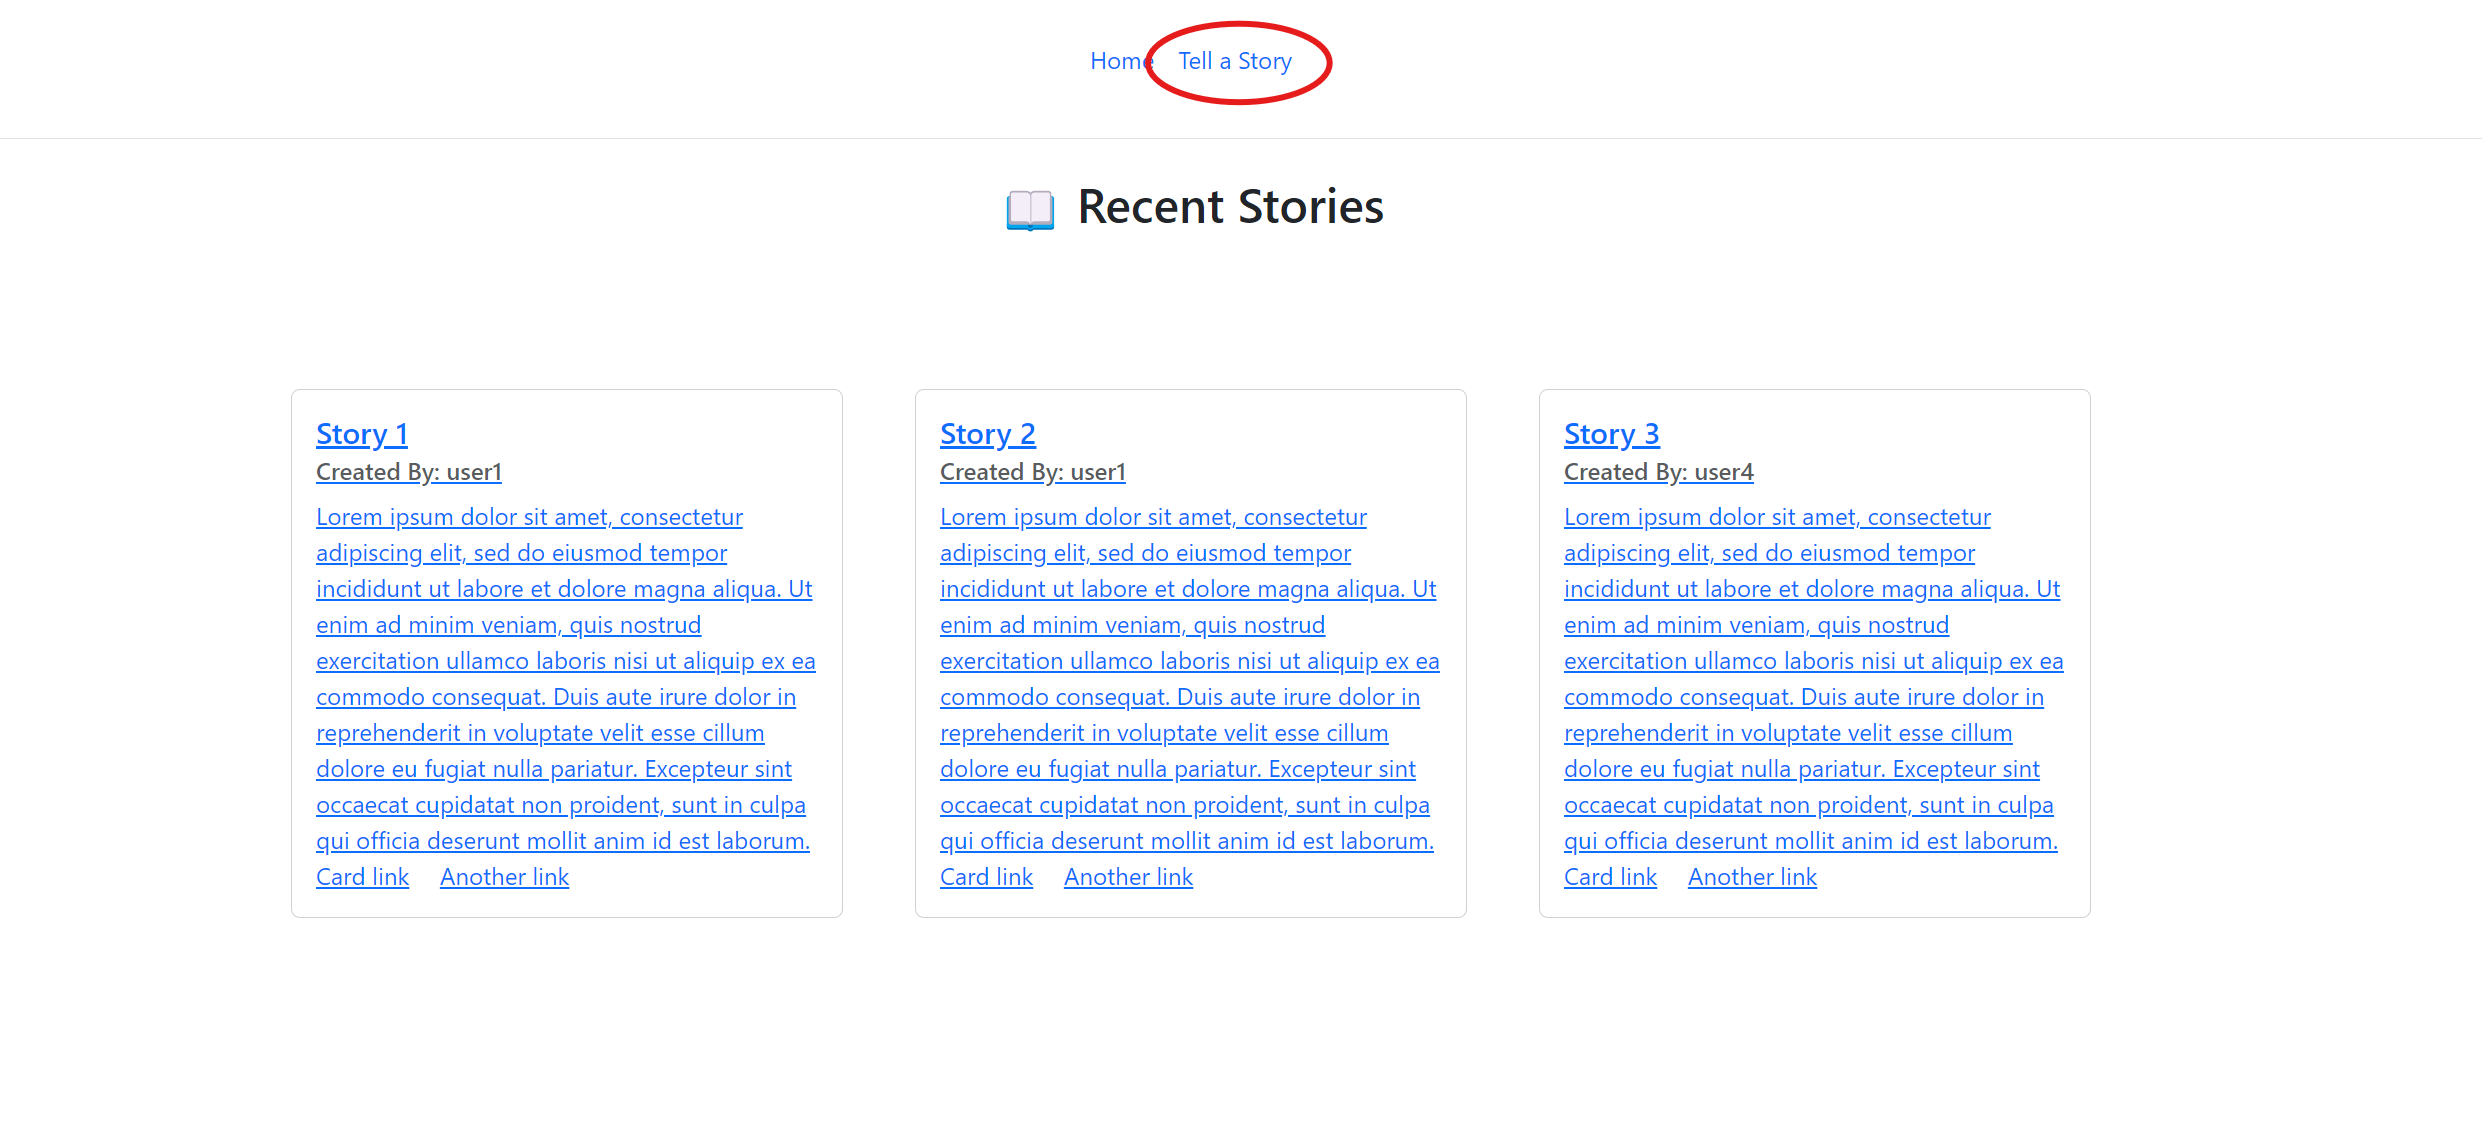 Home Tell a Story
Recent Stories
Story 1
Created By: user1
Lorem ipsum dolor sit amet, consectetur
adipiscing elit, sed do eiusmod tempor
incididunt ut labore et dolore magna aliqua. Ut
enim ad minim veniam, quis nostrud
exercitation ullamco laboris nisi ut aliquip ex ea
commodo consequat. Duis aute irure dolor in
reprehenderit in voluptate velit esse cillum
dolore eu fugiat nulla pariatur. Excepteur sint
occaecat cupidatat non proident, sunt in culpa
qui officia deserunt mollit anim id est laborum.
Card link Another link
Story 2
Created By: user1
Lorem ipsum dolor sit amet, consectetur
adipiscing elit, sed do eiusmod tempor
incididunt ut labore et dolore magna aliqua. Ut
enim ad minim veniam, quis nostrud
exercitation ullamco laboris nisi ut aliquip ex ea
commodo consequat. Duis aute irure dolor in
reprehenderit in voluptate velit esse cillum
dolore eu fugiat nulla pariatur. Excepteur sint
occaecat cupidatat non proident, sunt in culpa
qui officia deserunt mollit anim id est laborum.
Card link Another link
Story 3
Created By: user4
Lorem ipsum dolor sit amet, consectetur
adipiscing elit, sed do eiusmod tempor
incididunt ut labore et dolore magna aliqua. Ut
enim ad minim veniam, quis nostrud
exercitation ullamco laboris nisi ut aliquip ex ea
commodo consequat. Duis aute irure dolor in
reprehenderit in voluptate velit esse cillum
dolore eu fugiat nulla pariatur. Excepteur sint
occaecat cupidatat non proident, sunt in culpa
qui officia deserunt mollit anim id est laborum.
Card link Another link